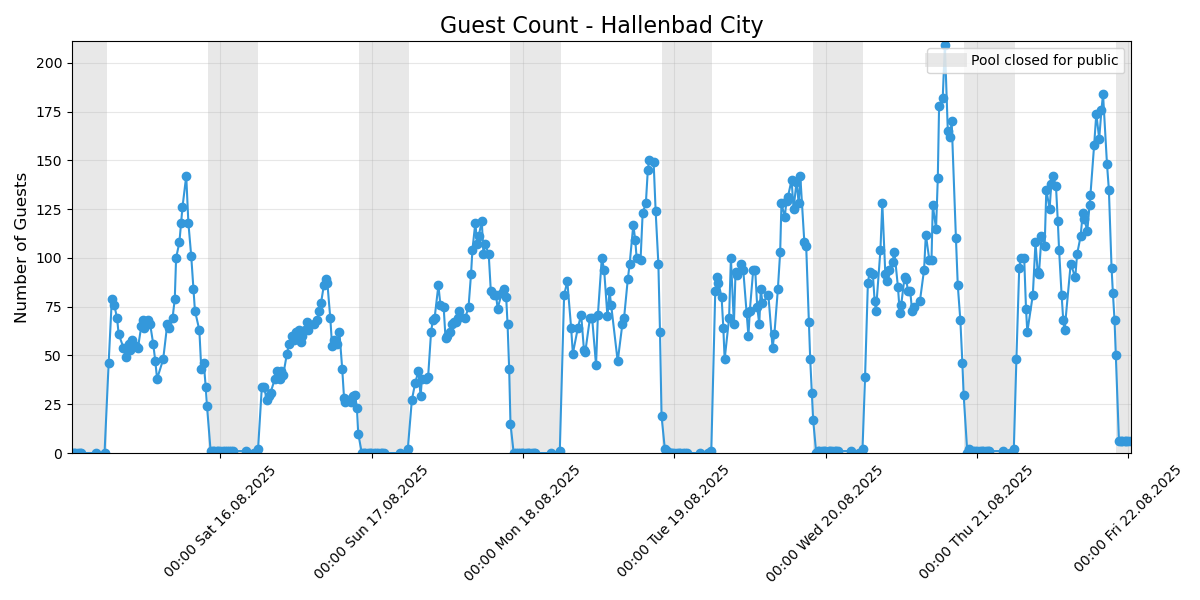 Guest Count - Hallenbad City
Pool closed for public
Number of Guests
200
175
150
125
100
75
50
25
0
00:00 Sat 16.08.2025
00:00 Sun 17.08.2025
00:00 Mon 18.08.2025
00:00 Tue 19.08.2025
00:00 Wed 20.08.2025
00:00 Thu 21.08.2025
00:00 Fri 22.08.2025